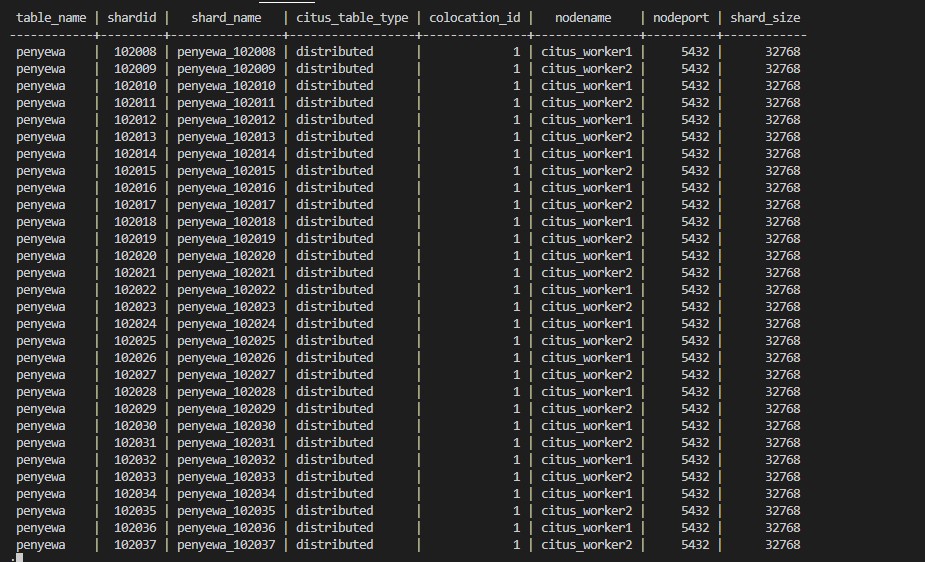 table_name | shardid | shard_name | citus_table_type | colocation_id | nodename | nodeport | shard_size
-----------+---------+----------------+------------------+---------------+---------------+----------+------------
penyewa | 102008 | penyewa_102008 | distributed | 1 | citus_worker1 | 5432 | 32768
penyewa | 102009 | penyewa_102009 | distributed | 1 | citus_worker2 | 5432 | 32768
penyewa | 102010 | penyewa_102010 | distributed | 1 | citus_worker1 | 5432 | 32768
penyewa | 102011 | penyewa_102011 | distributed | 1 | citus_worker2 | 5432 | 32768
penyewa | 102012 | penyewa_102012 | distributed | 1 | citus_worker1 | 5432 | 32768
penyewa | 102013 | penyewa_102013 | distributed | 1 | citus_worker2 | 5432 | 32768
penyewa | 102014 | penyewa_102014 | distributed | 1 | citus_worker1 | 5432 | 32768
penyewa | 102015 | penyewa_102015 | distributed | 1 | citus_worker2 | 5432 | 32768
penyewa | 102016 | penyewa_102016 | distributed | 1 | citus_worker1 | 5432 | 32768
penyewa | 102017 | penyewa_102017 | distributed | 1 | citus_worker2 | 5432 | 32768
penyewa | 102018 | penyewa_102018 | distributed | 1 | citus_worker1 | 5432 | 32768
penyewa | 102019 | penyewa_102019 | distributed | 1 | citus_worker2 | 5432 | 32768
penyewa | 102020 | penyewa_102020 | distributed | 1 | citus_worker1 | 5432 | 32768
penyewa | 102021 | penyewa_102021 | distributed | 1 | citus_worker2 | 5432 | 32768
penyewa | 102022 | penyewa_102022 | distributed | 1 | citus_worker1 | 5432 | 32768
penyewa | 102023 | penyewa_102023 | distributed | 1 | citus_worker2 | 5432 | 32768
penyewa | 102024 | penyewa_102024 | distributed | 1 | citus_worker1 | 5432 | 32768
penyewa | 102025 | penyewa_102025 | distributed | 1 | citus_worker2 | 5432 | 32768
penyewa | 102026 | penyewa_102026 | distributed | 1 | citus_worker1 | 5432 | 32768
penyewa | 102027 | penyewa_102027 | distributed | 1 | citus_worker2 | 5432 | 32768
penyewa | 102028 | penyewa_102028 | distributed | 1 | citus_worker1 | 5432 | 32768
penyewa | 102029 | penyewa_102029 | distributed | 1 | citus_worker2 | 5432 | 32768
penyewa | 102030 | penyewa_102030 | distributed | 1 | citus_worker1 | 5432 | 32768
penyewa | 102031 | penyewa_102031 | distributed | 1 | citus_worker2 | 5432 | 32768
penyewa | 102032 | penyewa_102032 | distributed | 1 | citus_worker1 | 5432 | 32768
penyewa | 102033 | penyewa_102033 | distributed | 1 | citus_worker2 | 5432 | 32768
penyewa | 102034 | penyewa_102034 | distributed | 1 | citus_worker1 | 5432 | 32768
penyewa | 102035 | penyewa_102035 | distributed | 1 | citus_worker2 | 5432 | 32768
penyewa | 102036 | penyewa_102036 | distributed | 1 | citus_worker1 | 5432 | 32768
penyewa | 102037 | penyewa_102037 | distributed | 1 | citus_worker2 | 5432 | 32768